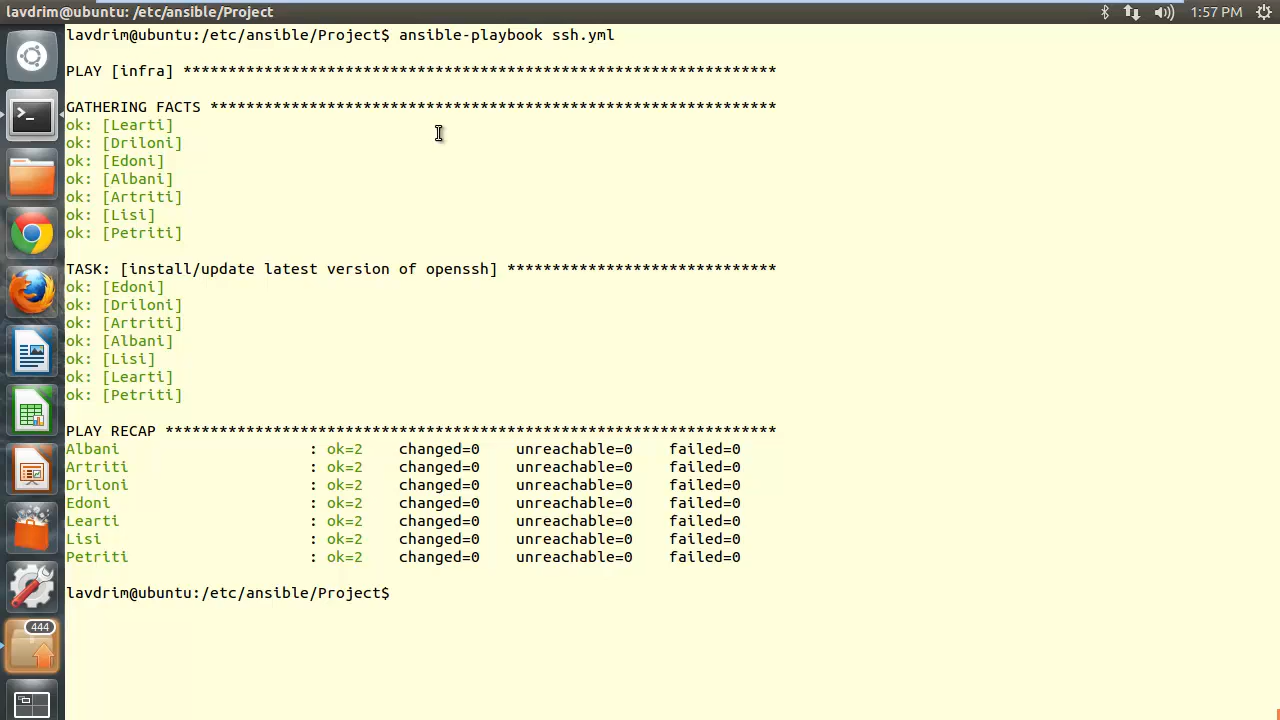 lavdrim@ubuntu: /etc/ansible/Project
1:57 PM
lavdrim@ubuntu:/etc/ansible/Project$ ansible-playbook ssh.yml
PLAY [infra] ******************************************************************
GATHERING FACTS ***************************************************************
ok: [Learti]
ok: [Driloni]
ok: [Edoni]
ok: [Albani]
ok: [Artriti]
ok: [Lisi]
ok: [Petriti]
TASK: [install/update latest version of openssh] ******************************
ok: [Edoni]
ok: [Driloni]
ok: [Artriti]
ok: [Albani]
ok: [Lisi]
ok: [Learti]
ok: [Petriti]
PLAY RECAP ********************************************************************
Albani : ok=2 changed=0 unreachable=0 failed=0
Artriti : ok=2 changed=0 unreachable=0 failed=0
Driloni : ok=2 changed=0 unreachable=0 failed=0
Edoni : ok=2 changed=0 unreachable=0 failed=0
Learti : ok=2 changed=0 unreachable=0 failed=0
Lisi : ok=2 changed=0 unreachable=0 failed=0
Petriti : ok=2 changed=0 unreachable=0 failed=0
lavdrim@ubuntu:/etc/ansible/Project$
444